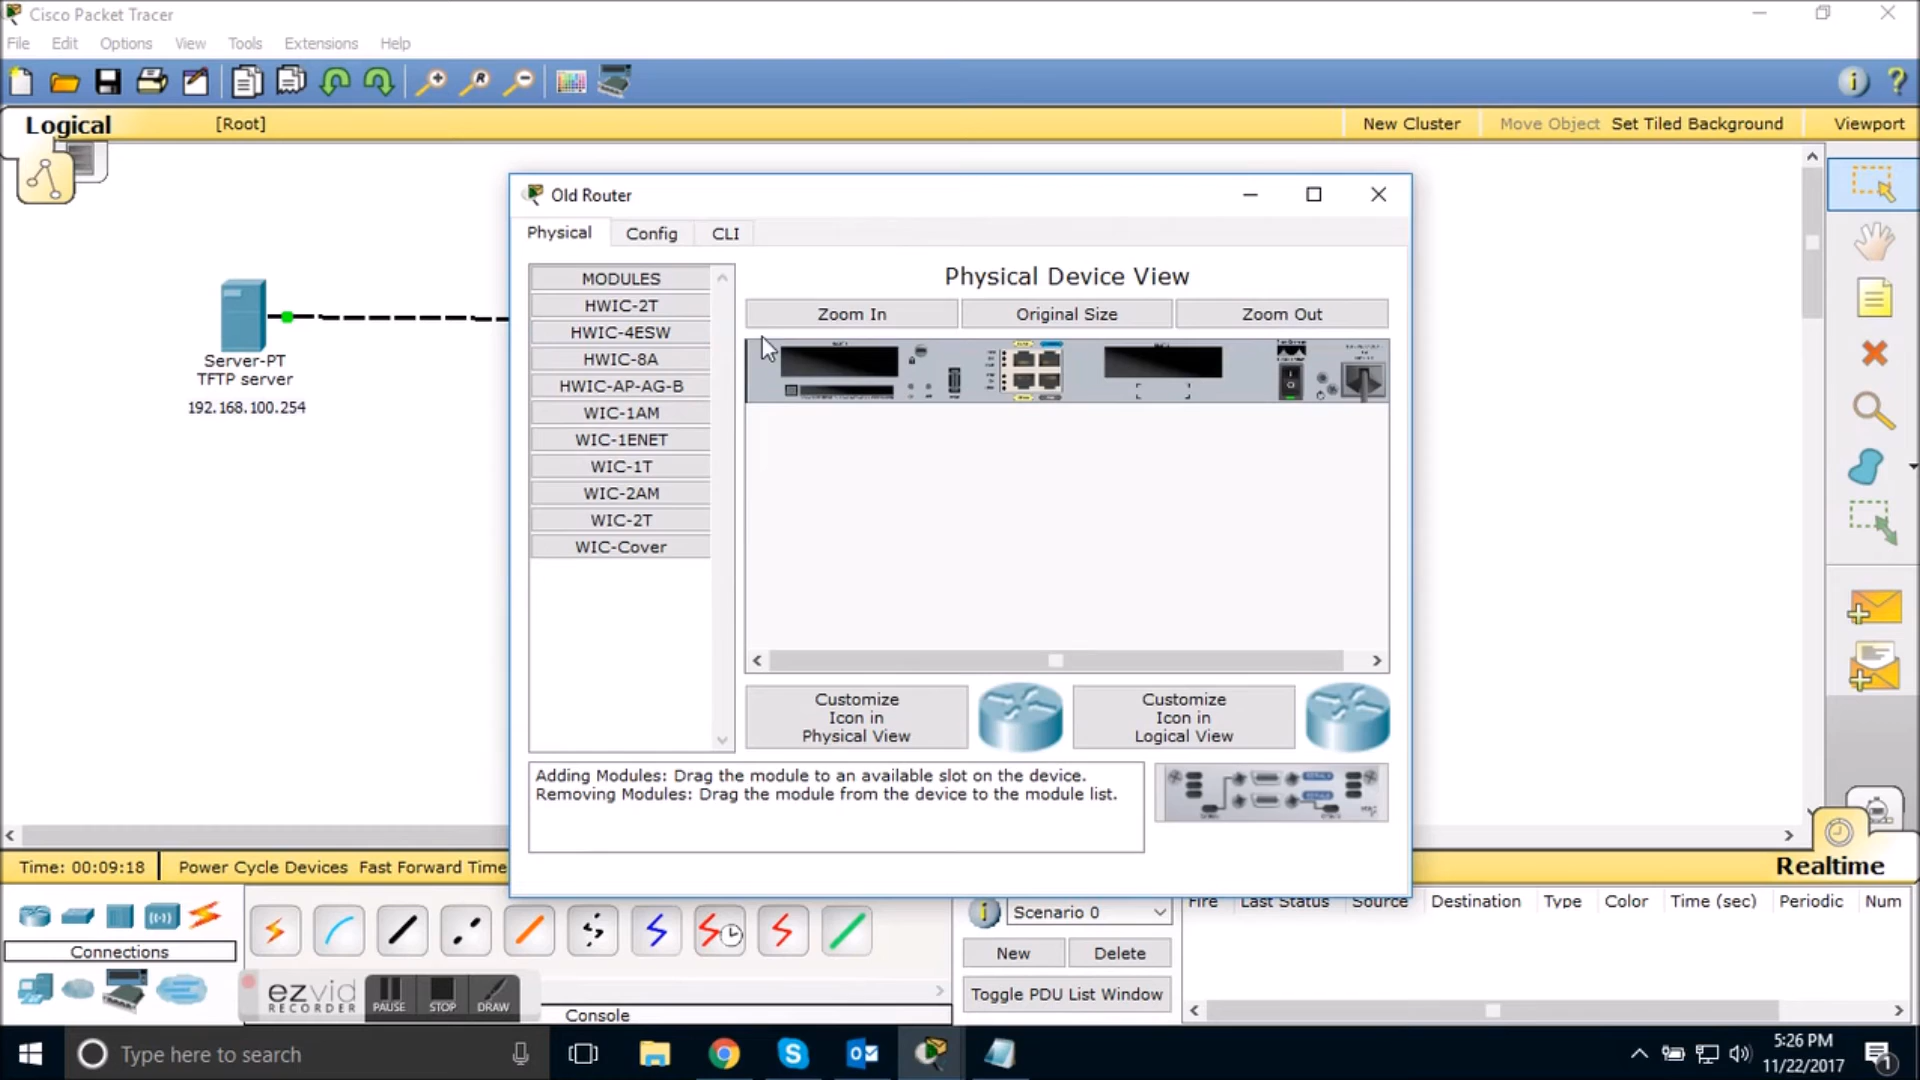 Cisco Packet Tracer
File Edit Options View Tools Extensions Help
Logical [Root] New Cluster Move Object Set Tiled Background Viewport
Old Router
Physical Config CLI
MODULES
HWIC-2T
HWIC-4ESW
HWIC-8A
HWIC-AP-AG-B
WIC-1AM
WIC-1ENET
WIC-1T
WIC-2AM
WIC-2T
WIC-Cover
Physical Device View
Zoom In Original Size Zoom Out
Server-PT
TFTP server
192.168.100.254
Customize
Icon in
Physical View
Customize
Icon in
Logical View
Adding Modules: Drag the module to an available slot on the device.
Removing Modules: Drag the module from the device to the module list.
Time: 00:09:18 Power Cycle Devices Fast Forward Time
Realtime
Connections
Scenario 0
New Delete
Toggle PDU List Window
Fire Last Status Source Destination Type Color Time (sec) Periodic Num
ezvid
RECORDER
PAUSE STOP DRAW
Console
Type here to search
5:26 PM
11/22/2017
1